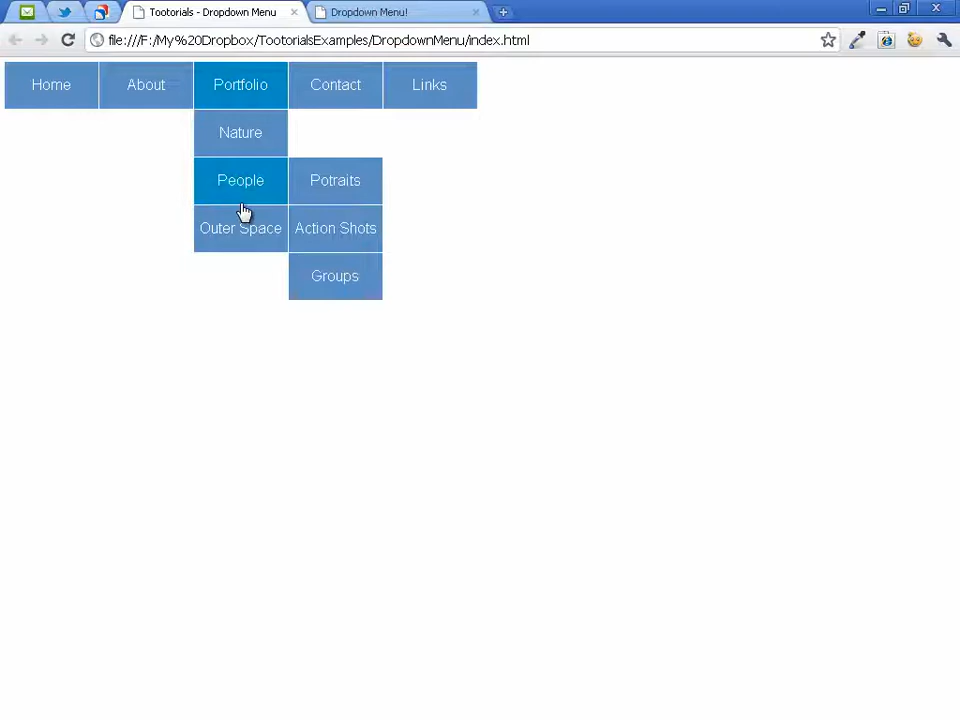 Tootorials - Dropdown Menu
Dropdown Menu!
file:///F:/My%20Dropbox/TootorialsExamples/DropdownMenu/index.html
Home About Portfolio Contact Links
Nature
People Potraits
Outer Space Action Shots
Groups